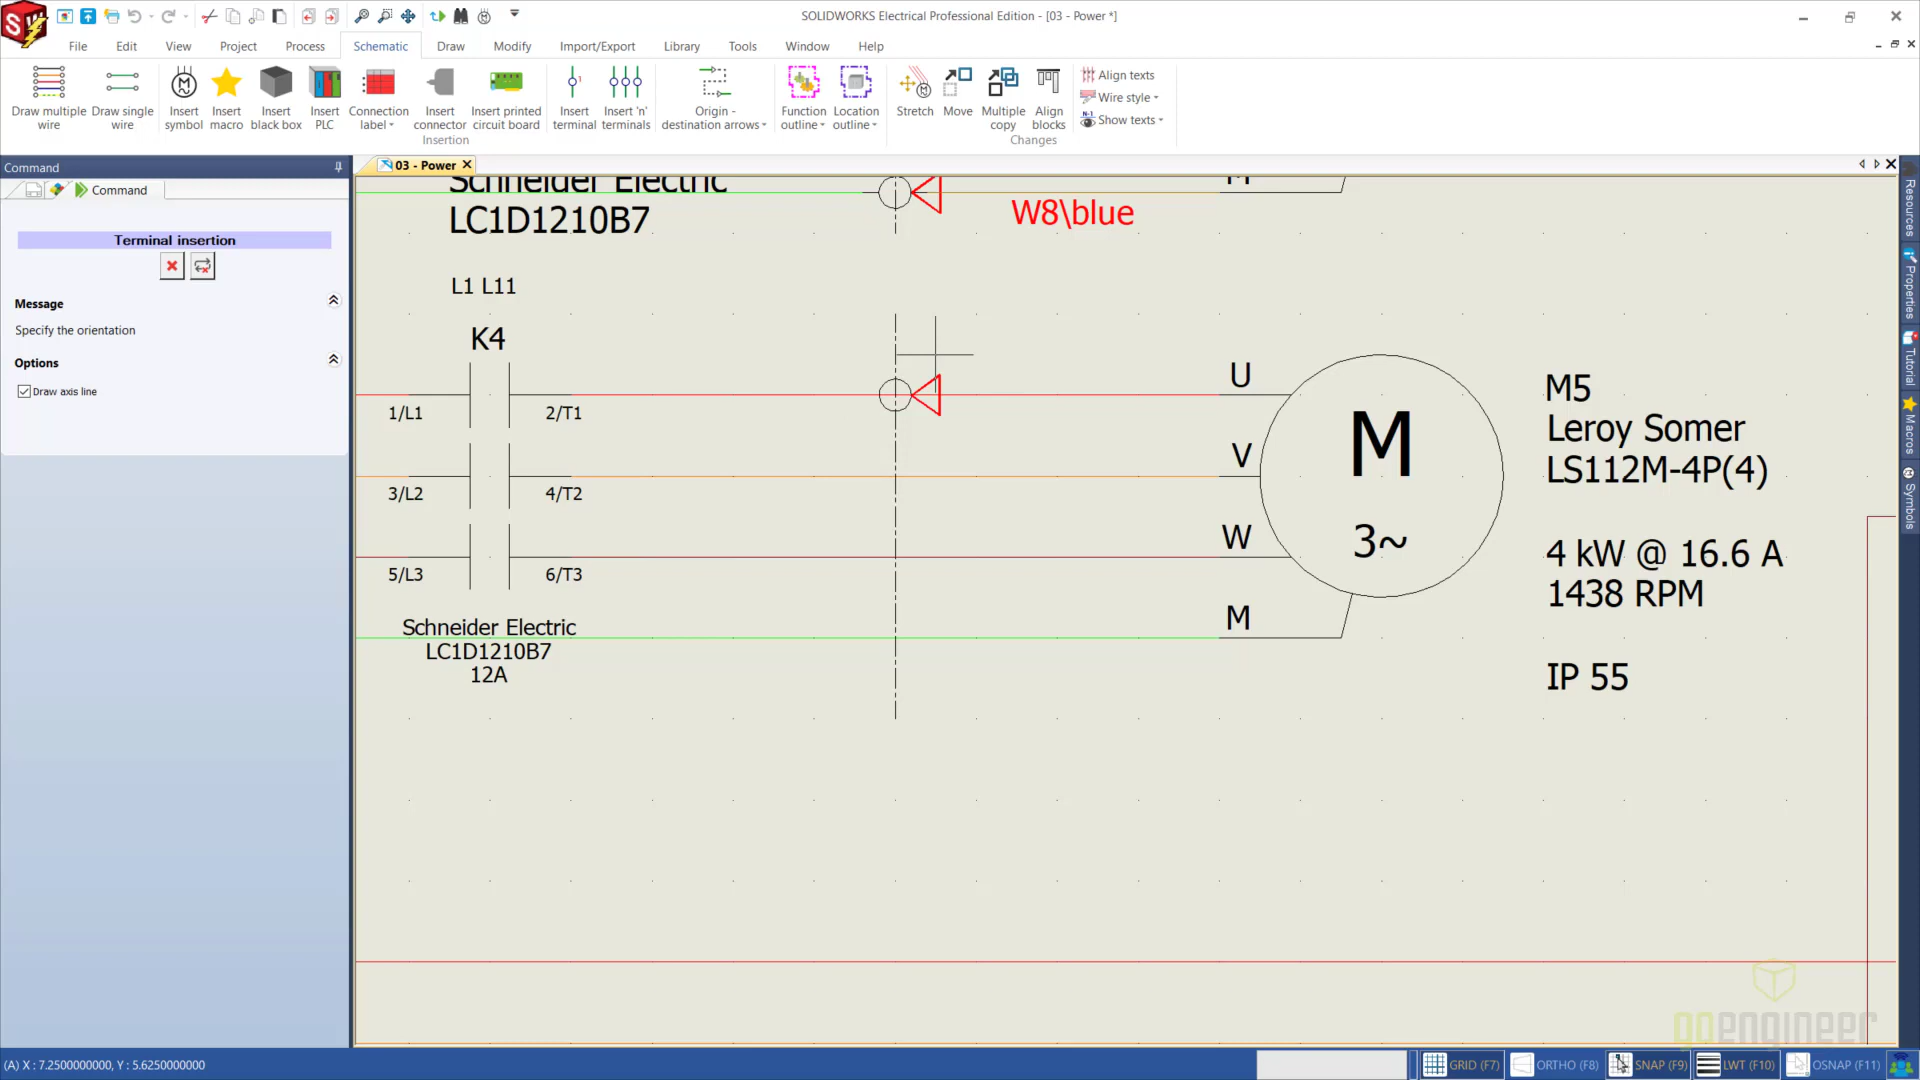 SOLIDWORKS Electrical Professional Edition - [03 - Power *]
File Edit View Project Process Schematic Draw Modify Import/Export Library Tools Window Help
Draw multiple wire
Draw single wire
Insert symbol
Insert macro
Insert black box
Insert PLC
Connection label
Insert connector
Insert printed circuit board
Insert terminal
Insert 'n' terminals
Origin - destination arrows
Function outline
Location outline
Stretch
Move
Multiple copy
Align blocks
Align texts
Wire style
Show texts
Insertion
Changes
Command
Command
Terminal insertion
Message
Specify the orientation
Options
Draw axis line
03 - Power
Schneider Electric
LC1D1210B7
M
W8\blue
L1 L11
K4
1/L1
2/T1
3/L2
4/T2
5/L3
6/T3
Schneider Electric
LC1D1210B7
12A
U
V
W
M
M
3~
M5
Leroy Somer
LS112M-4P(4)
4 kW @ 16.6 A
1438 RPM
IP 55
Resources
Properties
Tutorial
Macros
Symbols
goengineer
(A) X : 7.2500000000, Y : 5.6250000000
GRID (F7)
ORTHO (F8)
SNAP (F9)
LWT (F10)
OSNAP (F11)